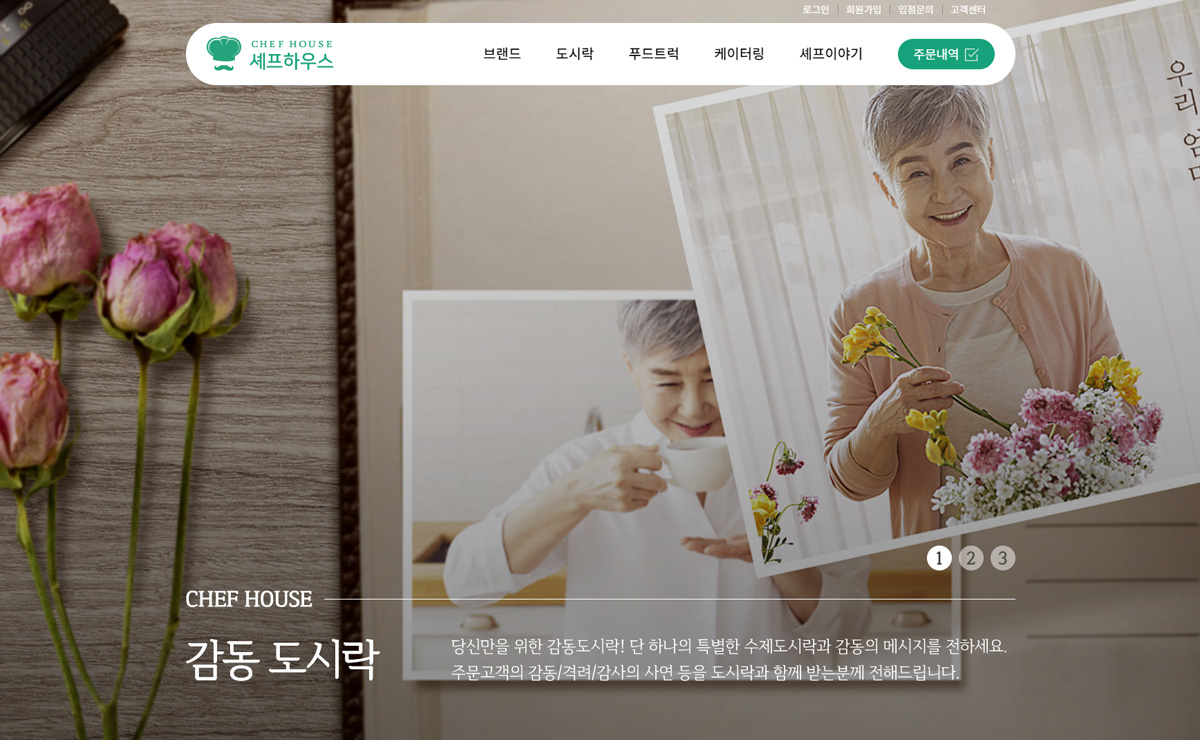 로그인 회원가입 입점문의 고객센터
CHEF HOUSE
셰프하우스
브랜드 도시락 푸드트럭 케이터링 셰프이야기 주문내역
우리
1 2 3
CHEF HOUSE
감동 도시락
당신만을 위한 감동도시락! 단 하나의 특별한 수제도시락과 감동의 메시지를 전하세요.
주문고객의 감동/격려/감사의 사연 등을 도시락과 함께 받는분께 전해드립니다.